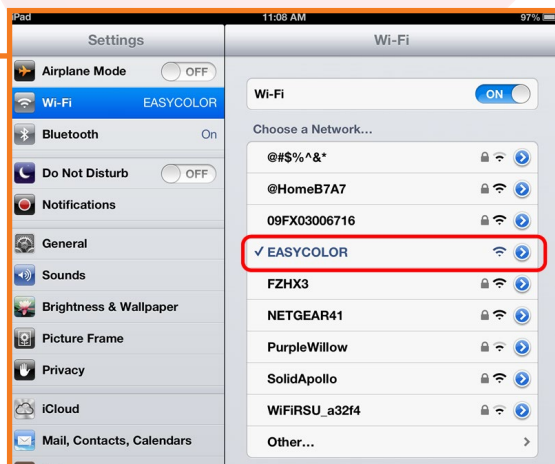 iPad 11:08 AM 97%
Settings
Airplane Mode OFF
Wi-Fi EASYCOLOR
Bluetooth On
Do Not Disturb OFF
Notifications
General
Sounds
Brightness & Wallpaper
Picture Frame
Privacy
iCloud
Mail, Contacts, Calendars
Wi-Fi
Wi-Fi ON
Choose a Network...
@#$%^&*
@HomeB7A7
09FX03006716
✓ EASYCOLOR
FZHX3
NETGEAR41
PurpleWillow
SolidApollo
WiFiRSU_a32f4
Other...